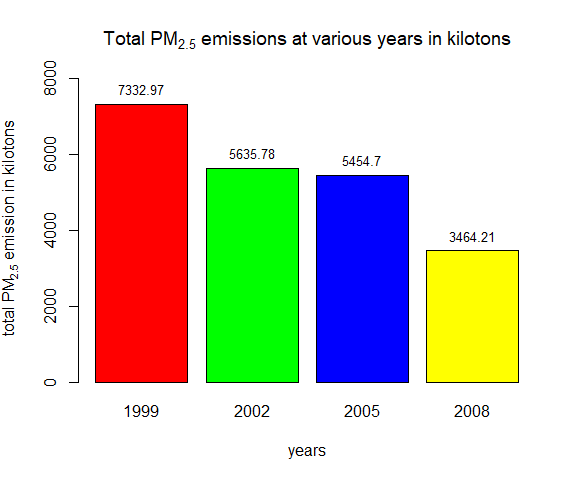 Total PM2.5 emissions at various years in kilotons
total PM2.5 emission in kilotons
8000
6000
4000
2000
0
7332.97
5635.78
5454.7
3464.21
1999 2002 2005 2008
years